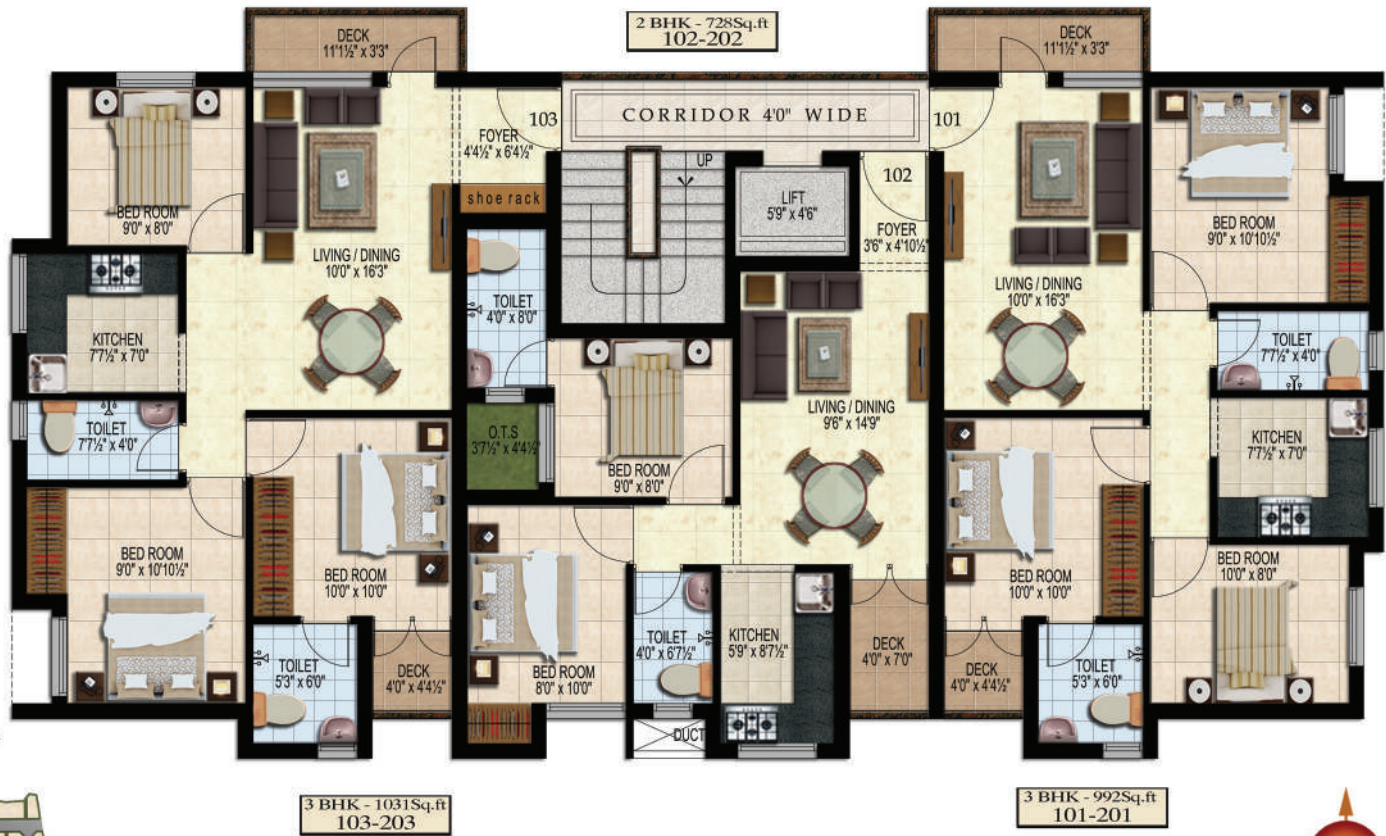 2 BHK - 728Sq.ft
102-202
DECK
11'1½" x 3'3"
DECK
11'1½" x 3'3"
CORRIDOR 4'0" WIDE
103
101
FOYER
4'4½" x 6'4½"
UP
102
shoe rack
LIFT
5'9" x 4'6"
FOYER
3'6" x 4'10½"
BED ROOM
9'0" x 8'0"
BED ROOM
9'0" x 10'10½"
LIVING / DINING
10'0" x 16'3"
TOILET
4'0" x 8'0"
LIVING / DINING
10'0" x 16'3"
KITCHEN
7'7½" x 7'0"
TOILET
7'7½" x 4'0"
TOILET
7'7½" x 4'0"
O.T.S
3'7½" x 4'4½"
BED ROOM
9'0" x 8'0"
LIVING / DINING
9'6" x 14'9"
KITCHEN
7'7½" x 7'0"
BED ROOM
9'0" x 10'10½"
BED ROOM
10'0" x 10'0"
BED ROOM
10'0" x 10'0"
BED ROOM
10'0" x 8'0"
TOILET
5'3" x 6'0"
DECK
4'0" x 4'4½"
BED ROOM
8'0" x 10'0"
TOILET
4'0" x 6'7½"
KITCHEN
5'9" x 8'7½"
DECK
4'0" x 7'0"
DECK
4'0" x 4'4½"
TOILET
5'3" x 6'0"
DUCT
3 BHK - 1031Sq.ft
103-203
3 BHK - 992Sq.ft
101-201